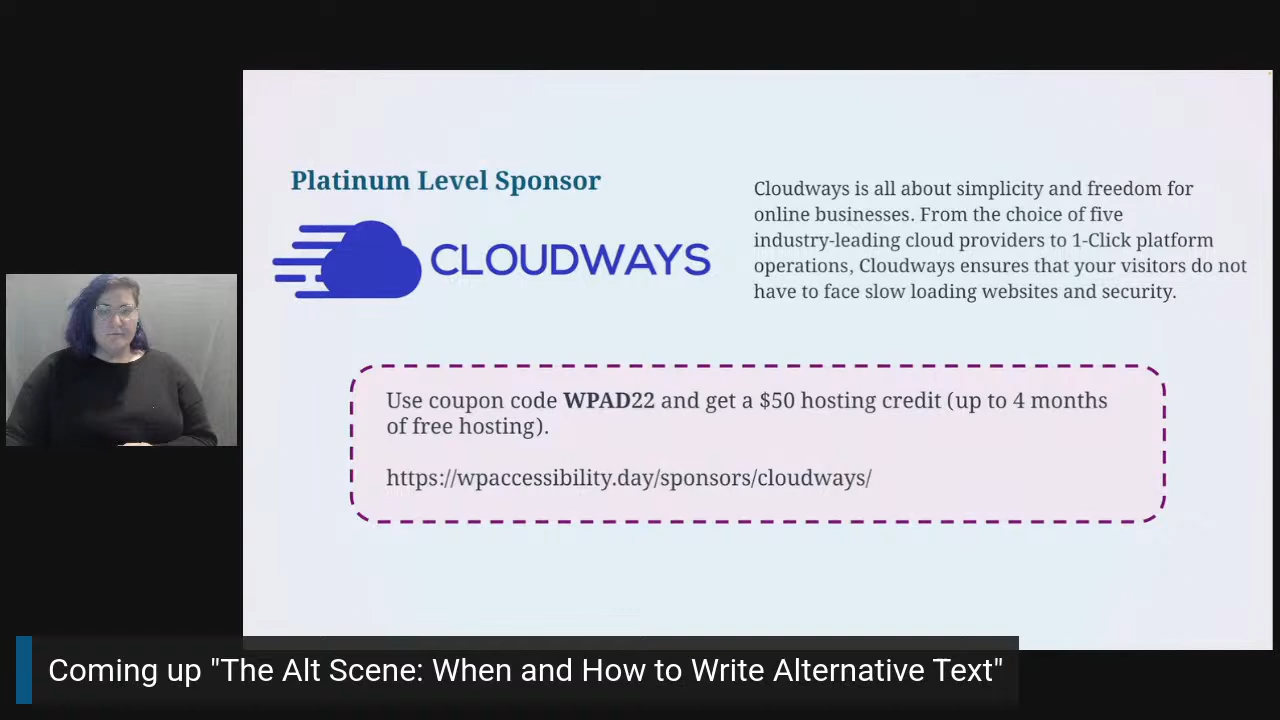 Platinum Level Sponsor
CLOUDWAYS
Cloudways is all about simplicity and freedom for
online businesses. From the choice of five
industry-leading cloud providers to 1-Click platform
operations, Cloudways ensures that your visitors do not
have to face slow loading websites and security.
Use coupon code WPAD22 and get a $50 hosting credit (up to 4 months
of free hosting).
https://wpaccessibility.day/sponsors/cloudways/
Coming up "The Alt Scene: When and How to Write Alternative Text"